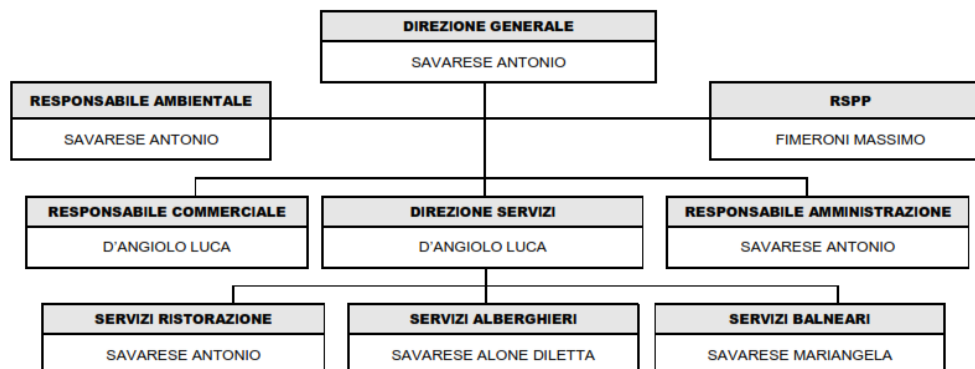 DIREZIONE GENERALE
SAVARESE ANTONIO
RESPONSABILE AMBIENTALE
SAVARESE ANTONIO
RSPP
FIMERONI MASSIMO
RESPONSABILE COMMERCIALE
D'ANGIOLO LUCA
DIREZIONE SERVIZI
D'ANGIOLO LUCA
RESPONSABILE AMMINISTRAZIONE
SAVARESE ANTONIO
SERVIZI RISTORAZIONE
SAVARESE ANTONIO
SERVIZI ALBERGHIERI
SAVARESE ALONE DILETTA
SERVIZI BALNEARI
SAVARESE MARIANGELA